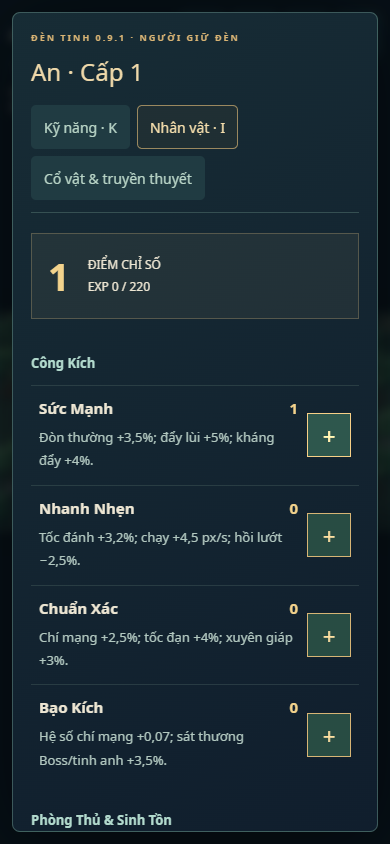 ĐÈN TINH 0.9.1 · NGƯỜI GIỮ ĐÈN
An · Cấp 1
Kỹ năng · K
Nhân vật · I
Cổ vật & truyền thuyết
1
ĐIỂM CHỈ SỐ
EXP 0 / 220
Công Kích
Sức Mạnh 1
Đòn thường +3,5%; đẩy lùi +5%; kháng
đẩy +4%.
+
Nhanh Nhẹn 0
Tốc đánh +3,2%; chạy +4,5 px/s; hồi lướt
−2,5%.
+
Chuẩn Xác 0
Chí mạng +2,5%; tốc đạn +4%; xuyên giáp
+3%.
+
Bạo Kích 0
Hệ số chí mạng +0,07; sát thương
Boss/tinh anh +3,5%.
+
Phòng Thủ & Sinh Tồn